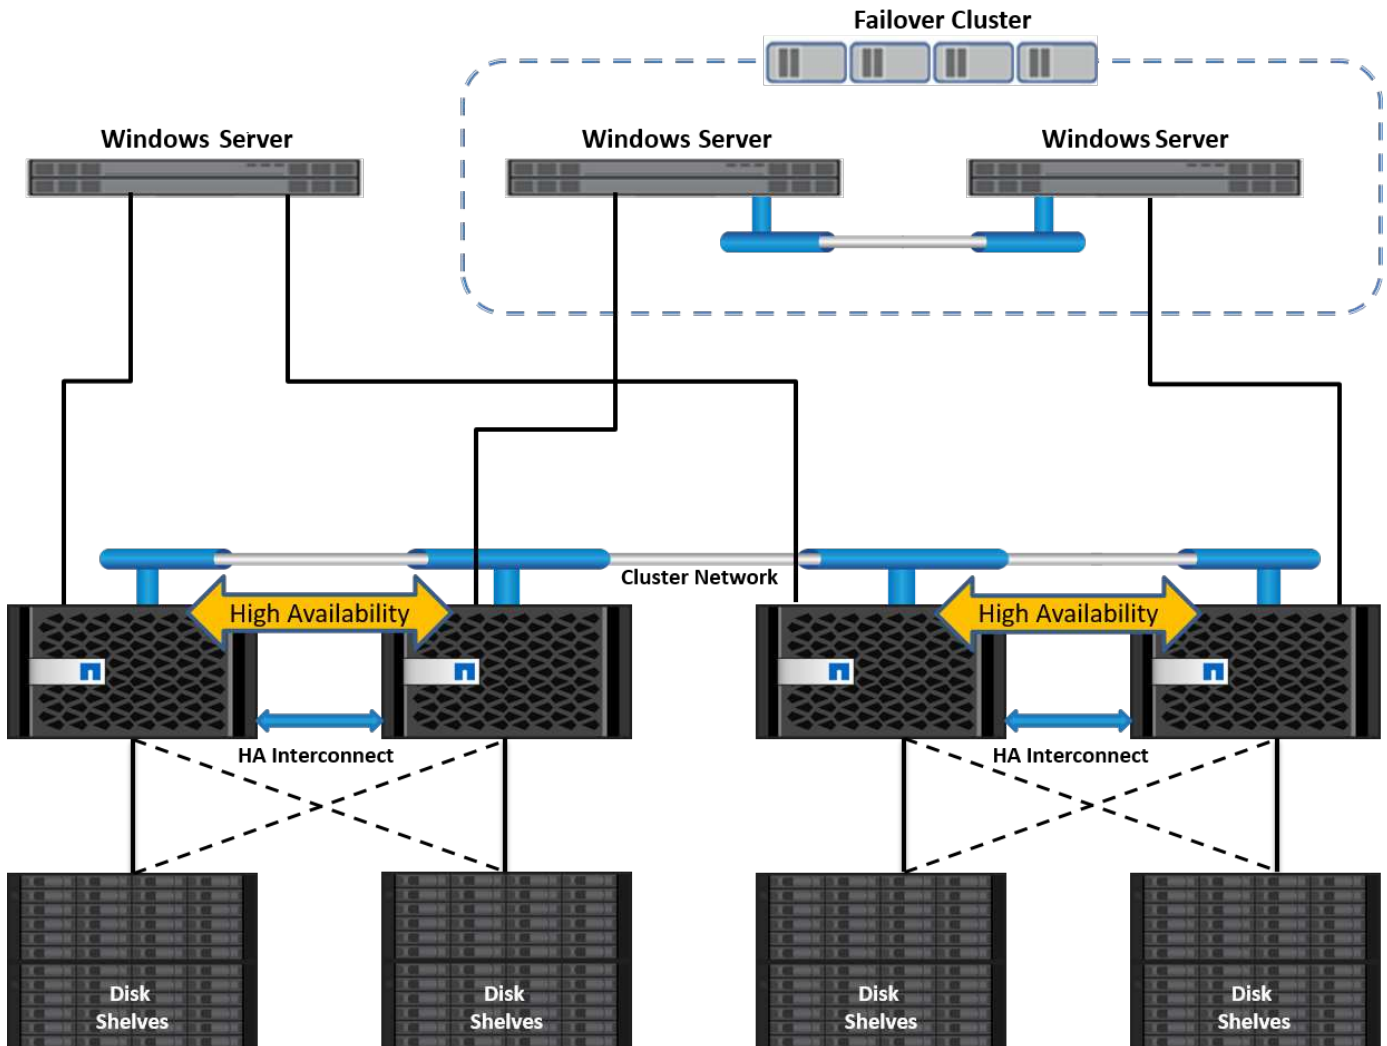 Failover Cluster
Windows Server
Windows Server
Windows Server
Cluster Network
High Availability
High Availability
HA Interconnect
HA Interconnect
Disk
Shelves
Disk
Shelves
Disk
Shelves
Disk
Shelves